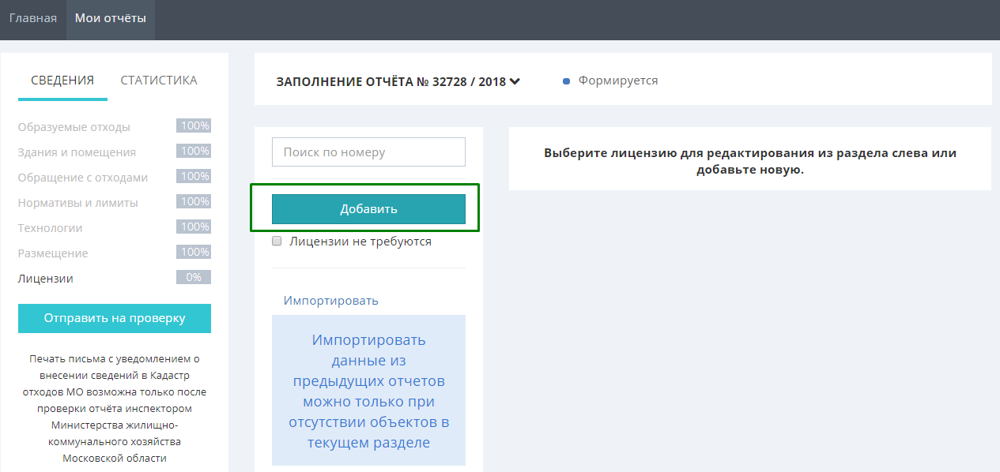 Главная Мои отчёты
СВЕДЕНИЯ СТАТИСТИКА
Образуемые отходы 100%
Здания и помещения 100%
Обращение с отходами 100%
Нормативы и лимиты 100%
Технологии 100%
Размещение 100%
Лицензии 0%
Отправить на проверку
Печать письма с уведомлением о
внесении сведений в Кадастр
отходов МО возможна только после
проверки отчёта инспектором
Министерства жилищно-
коммунального хозяйства
Московской области
ЗАПОЛНЕНИЕ ОТЧЁТА № 32728 / 2018 Формируется
Поиск по номеру
Добавить
Лицензии не требуются
Импортировать
Импортировать
данные из
предыдущих отчетов
можно только при
отсутствии объектов в
текущем разделе
Выберите лицензию для редактирования из раздела слева или
добавьте новую.